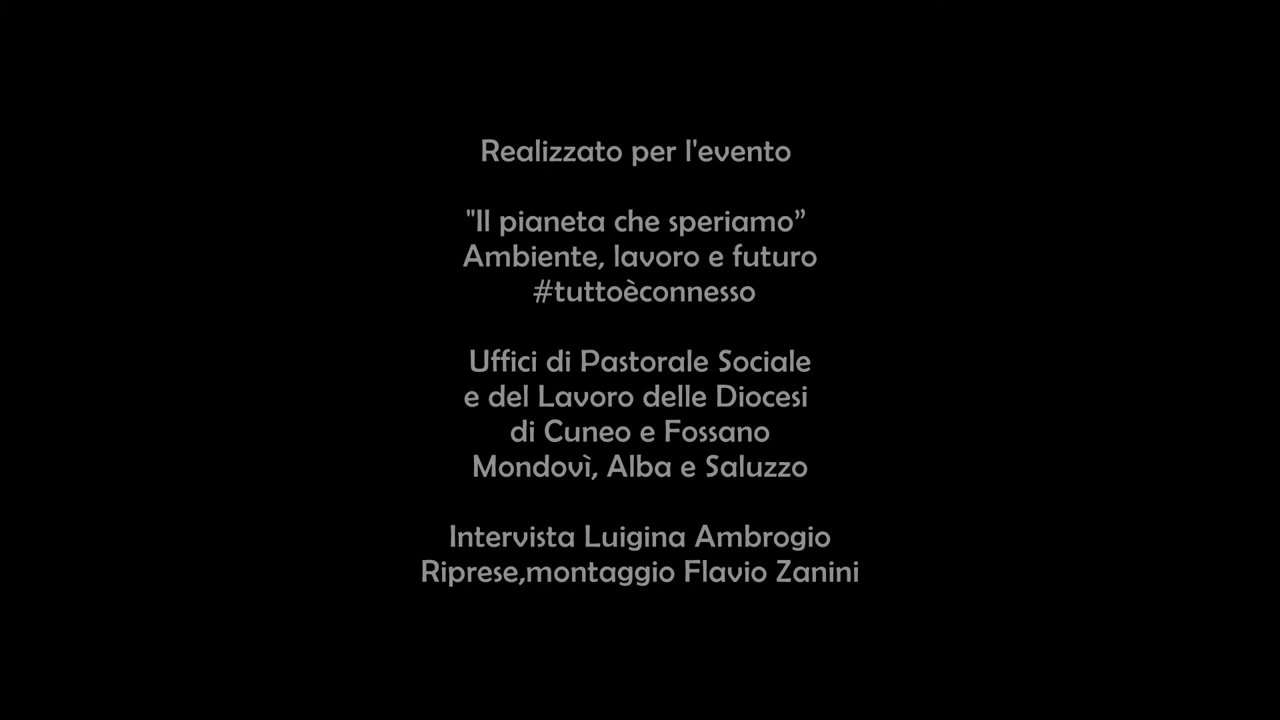 Realizzato per l'evento
"Il pianeta che speriamo”
Ambiente, lavoro e futuro
#tuttoèconnesso
Uffici di Pastorale Sociale
e del Lavoro delle Diocesi
di Cuneo e Fossano
Mondovì, Alba e Saluzzo
Intervista Luigina Ambrogio
Riprese,montaggio Flavio Zanini